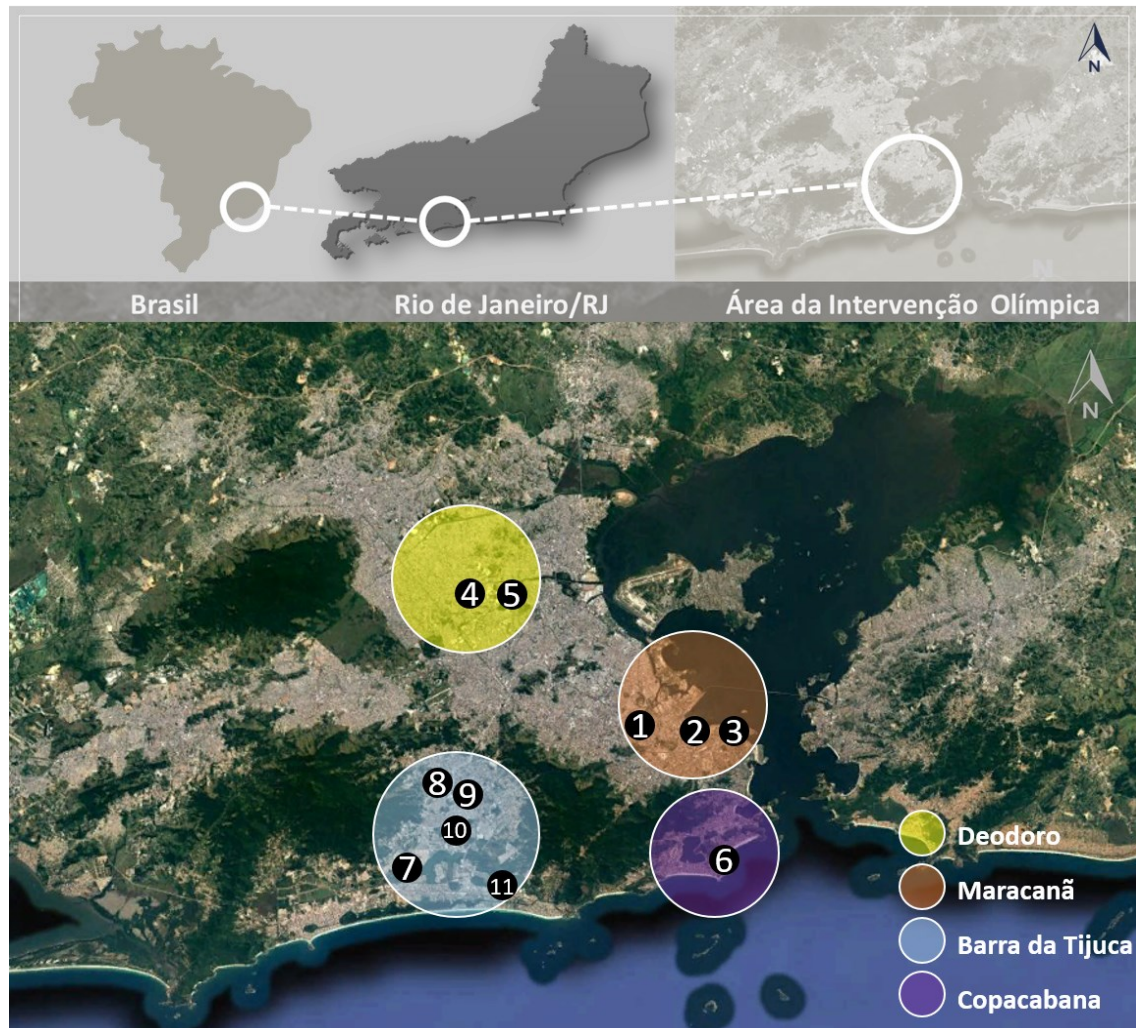 N
N
Brasil
Rio de Janeiro/RJ
Área da Intervenção Olímpica
N
4 5
1 2 3
8 9
10
7
11
6
Deodoro
Maracanã
Barra da Tijuca
Copacabana